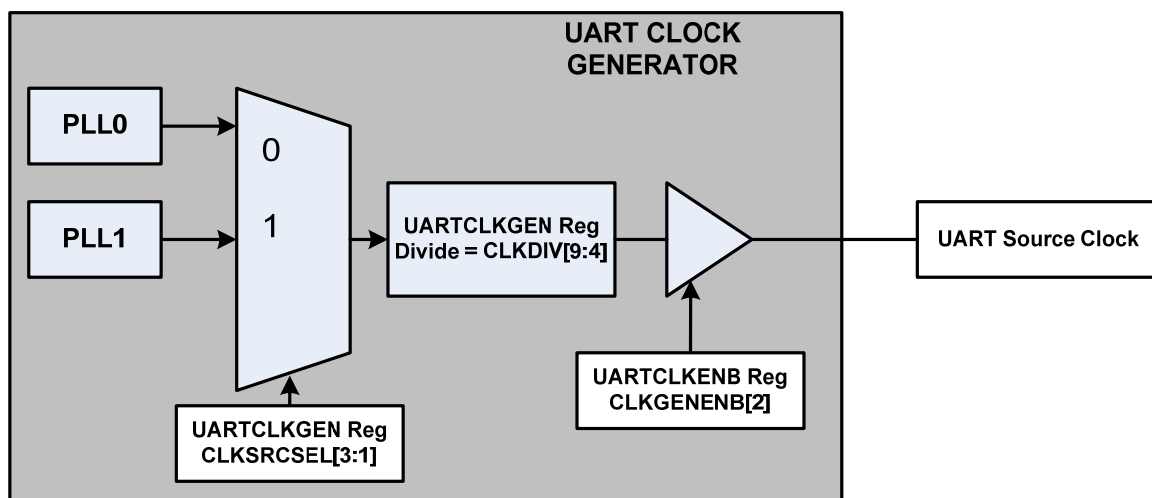 UART CLOCK
GENERATOR
PLL0
PLL1
0
1
UARTCLKGEN Reg
Divide = CLKDIV[9:4]
UART Source Clock
UARTCLKENB Reg
CLKGENENB[2]
UARTCLKGEN Reg
CLKSRCSEL[3:1]